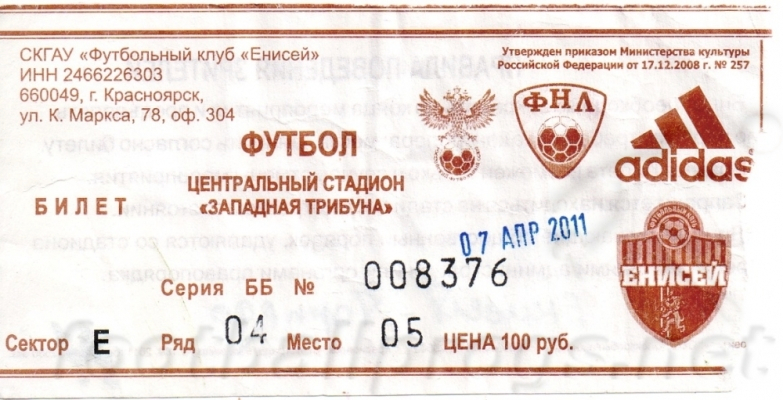 СКГАУ «Футбольный клуб «Енисей»
ИНН 2466226303
660049, г. Красноярск,
ул. К. Маркса, 78, оф. 304
Утвержден приказом Министерства культуры
Российской Федерации от 17.12.2008 г. № 257
ФНЛ
adidas
ФУТБОЛ
ЦЕНТРАЛЬНЫЙ СТАДИОН
БИЛЕТ «ЗАПАДНАЯ ТРИБУНА»
07 АПР 2011
ФУТБОЛЬНЫЙ КЛУБ
ЕНИСЕЙ
Серия ББ № 008376
Сектор E Ряд 04 Место 05 ЦЕНА 100 руб.